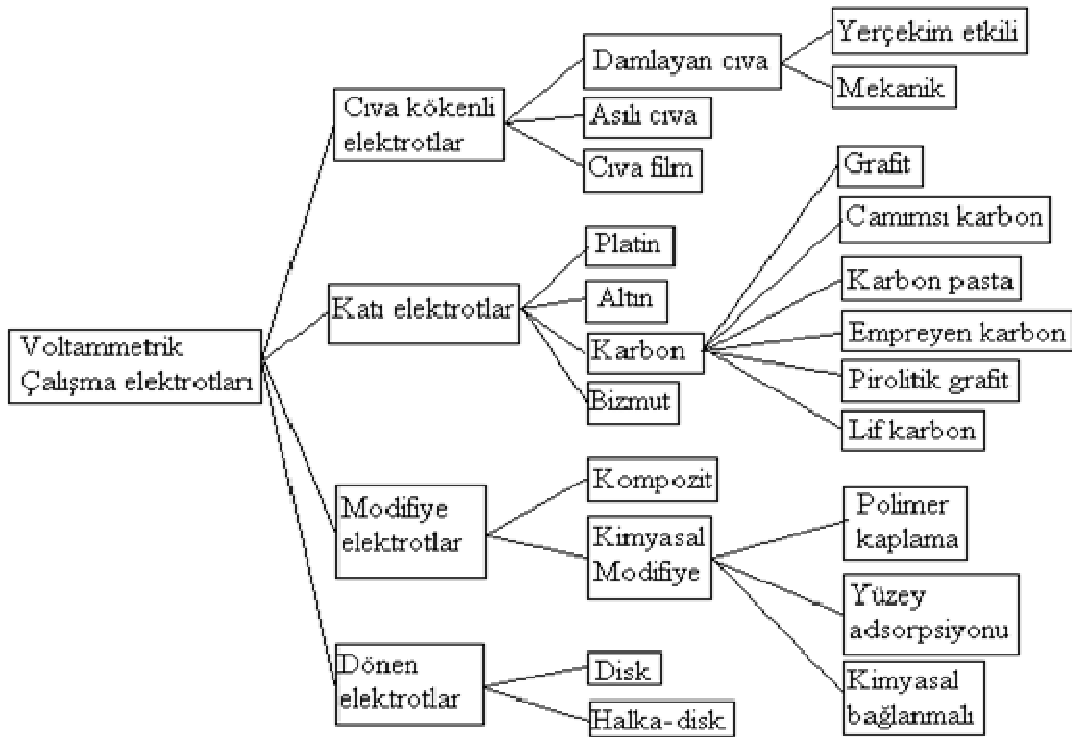 Voltammetrik
Çalışma elektrotları
Cıva kökenli
elektrotlar
Damlayan cıva
Yerçekim etkili
Mekanik
Asılı cıva
Cıva film
Katı elektrotlar
Platin
Altın
Karbon
Grafit
Camımsı karbon
Karbon pasta
Empreyen karbon
Pirolitik grafit
Lif karbon
Bizmut
Modifiye
elektrotlar
Kompozit
Kimyasal
Modifiye
Polimer
kaplama
Yüzey
adsorpsiyonu
Kimyasal
bağlanmalı
Dönen
elektrotlar
Disk
Halka-disk